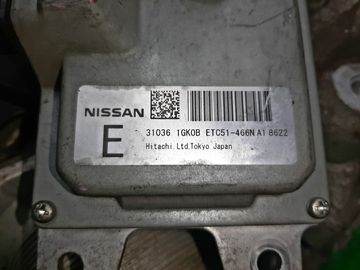 NISSAN
E
31036 1GK0B ETC51-466N A1 8622
Hitachi Ltd.Tokyo Japan